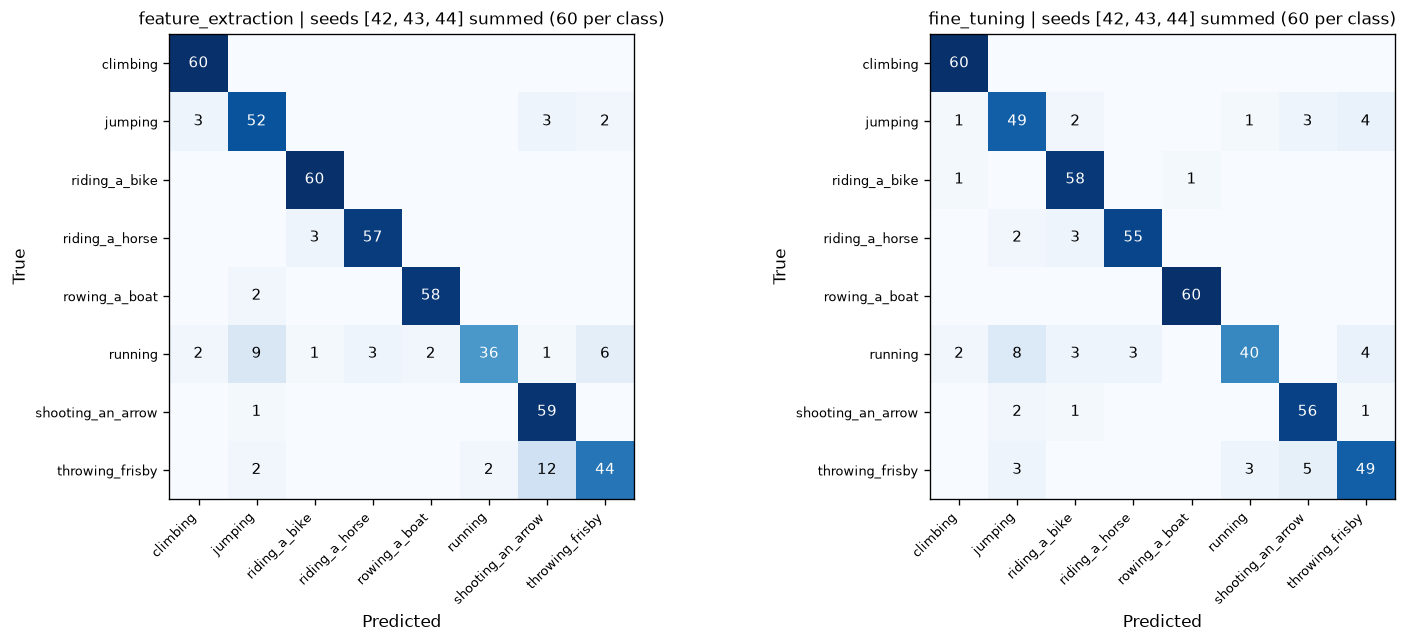 feature_extraction | seeds [42, 43, 44] summed (60 per class)
True
climbing 60
jumping 3 52 3 2
riding_a_bike 60
riding_a_horse 3 57
rowing_a_boat 2 58
running 2 9 1 3 2 36 1 6
shooting_an_arrow 1 59
throwing_frisby 2 2 12 44
climbing jumping riding_a_bike riding_a_horse rowing_a_boat running shooting_an_arrow throwing_frisby
Predicted
fine_tuning | seeds [42, 43, 44] summed (60 per class)
True
climbing 60
jumping 1 49 2 1 3 4
riding_a_bike 1 58 1
riding_a_horse 2 3 55
rowing_a_boat 60
running 2 8 3 3 40 4
shooting_an_arrow 2 1 56 1
throwing_frisby 3 3 5 49
climbing jumping riding_a_bike riding_a_horse rowing_a_boat running shooting_an_arrow throwing_frisby
Predicted